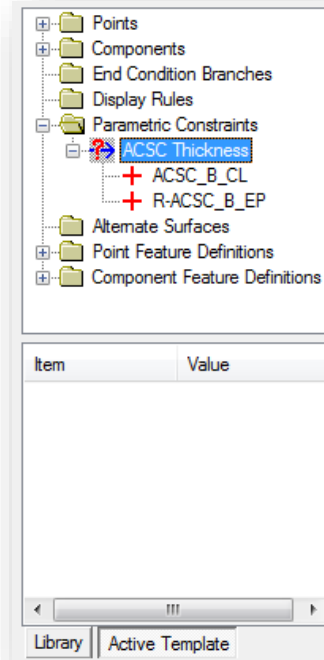 Points
Components
End Condition Branches
Display Rules
Parametric Constraints
ACSC Thickness
ACSC_B_CL
R-ACSC_B_EP
Alternate Surfaces
Point Feature Definitions
Component Feature Definitions
Item Value
Library Active Template